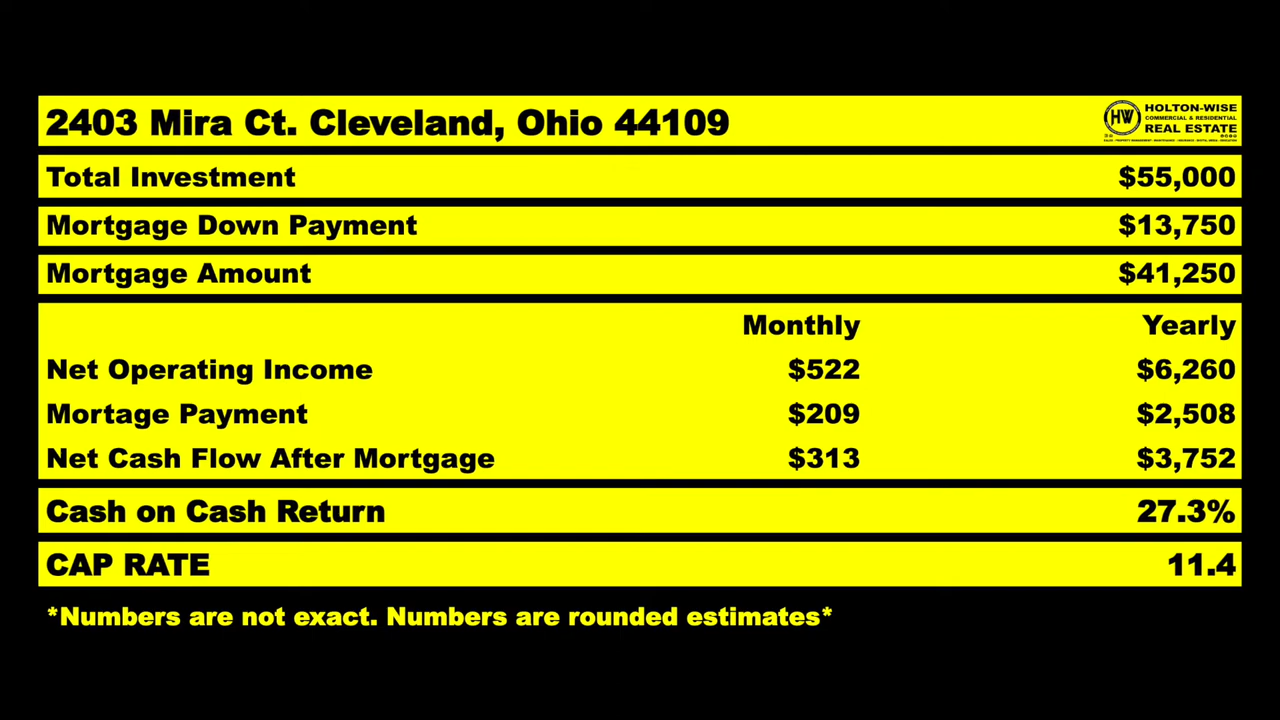 2403 Mira Ct. Cleveland, Ohio 44109
HW
HOLTON-WISE
COMMERCIAL & RESIDENTIAL
REAL ESTATE
Total Investment $55,000
Mortgage Down Payment $13,750
Mortgage Amount $41,250
Monthly Yearly
Net Operating Income $522 $6,260
Mortage Payment $209 $2,508
Net Cash Flow After Mortgage $313 $3,752
Cash on Cash Return 27.3%
CAP RATE 11.4
*Numbers are not exact. Numbers are rounded estimates*